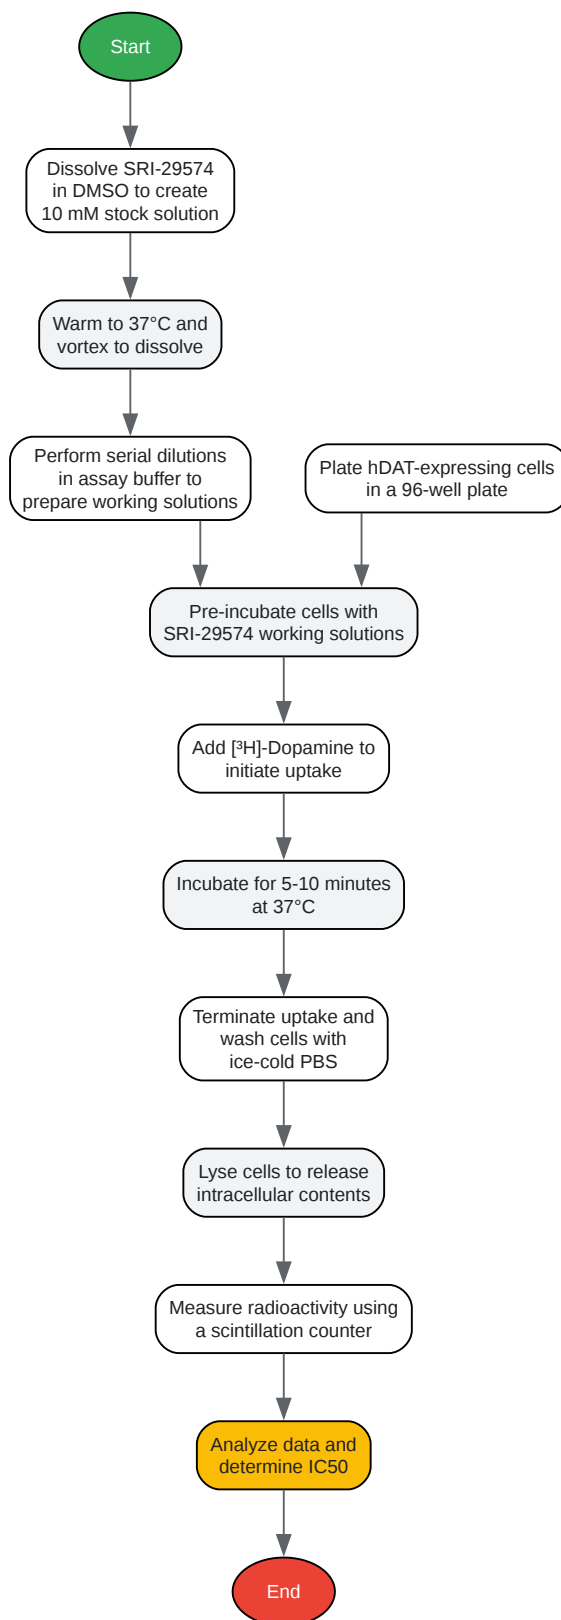 Start
Dissolve SRI-29574
in DMSO to create
10 mM stock solution
Warm to 37°C and
vortex to dissolve
Perform serial dilutions
in assay buffer to
prepare working solutions
Plate hDAT-expressing cells
in a 96-well plate
Pre-incubate cells with
SRI-29574 working solutions
Add [³H]-Dopamine to
initiate uptake
Incubate for 5-10 minutes
at 37°C
Terminate uptake and
wash cells with
ice-cold PBS
Lyse cells to release
intracellular contents
Measure radioactivity using
a scintillation counter
Analyze data and
determine IC50
End